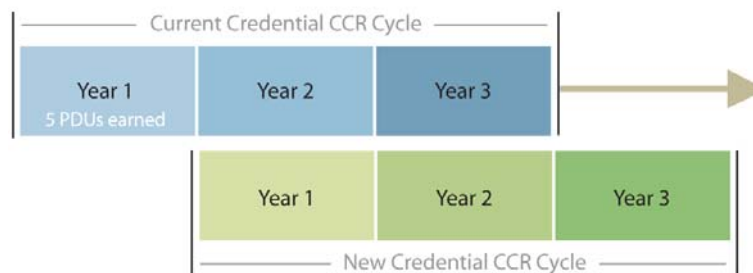 Current Credential CCR Cycle
Year 1
5 PDUs earned
Year 2
Year 3
Year 1
Year 2
Year 3
New Credential CCR Cycle